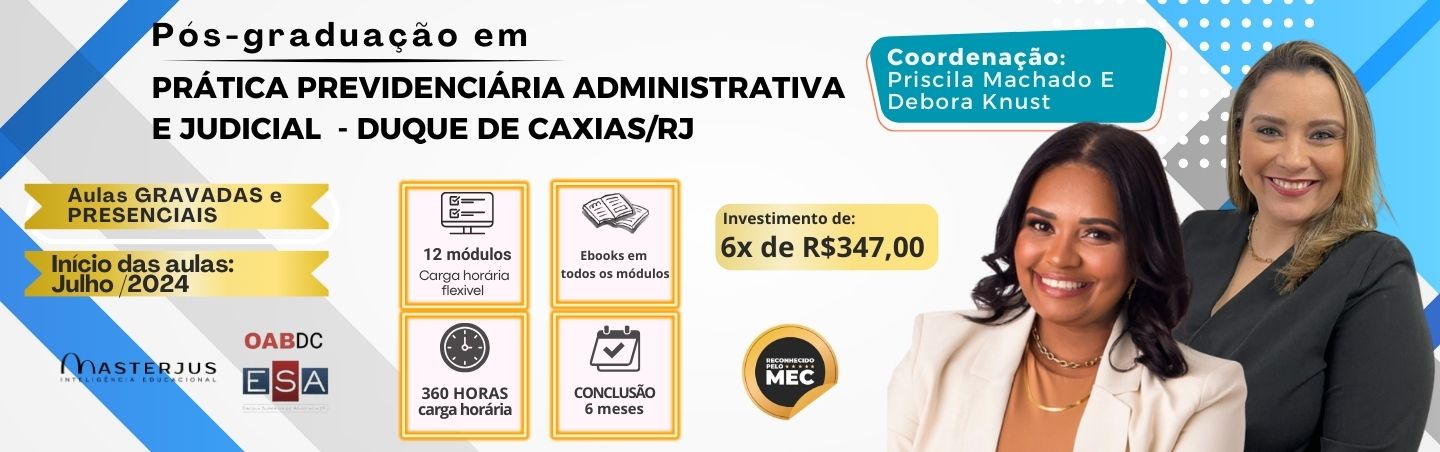 Pós-graduação em
PRÁTICA PREVIDENCIÁRIA ADMINISTRATIVA
E JUDICIAL - DUQUE DE CAXIAS/RJ
Coordenação:
Priscila Machado E
Debora Knust
Aulas GRAVADAS e
PRESENCIAIS
Início das aulas:
Julho /2024
12 módulos
Carga horária
flexivel
Ebooks em
todos os módulos
360 HORAS
carga horária
CONCLUSÃO
6 meses
Investimento de:
6x de R$347,00
MASTERJUS
INTELIGÊNCIA EDUCACIONAL
OABDC
ESA
RECONHECIDO
PELO
MEC